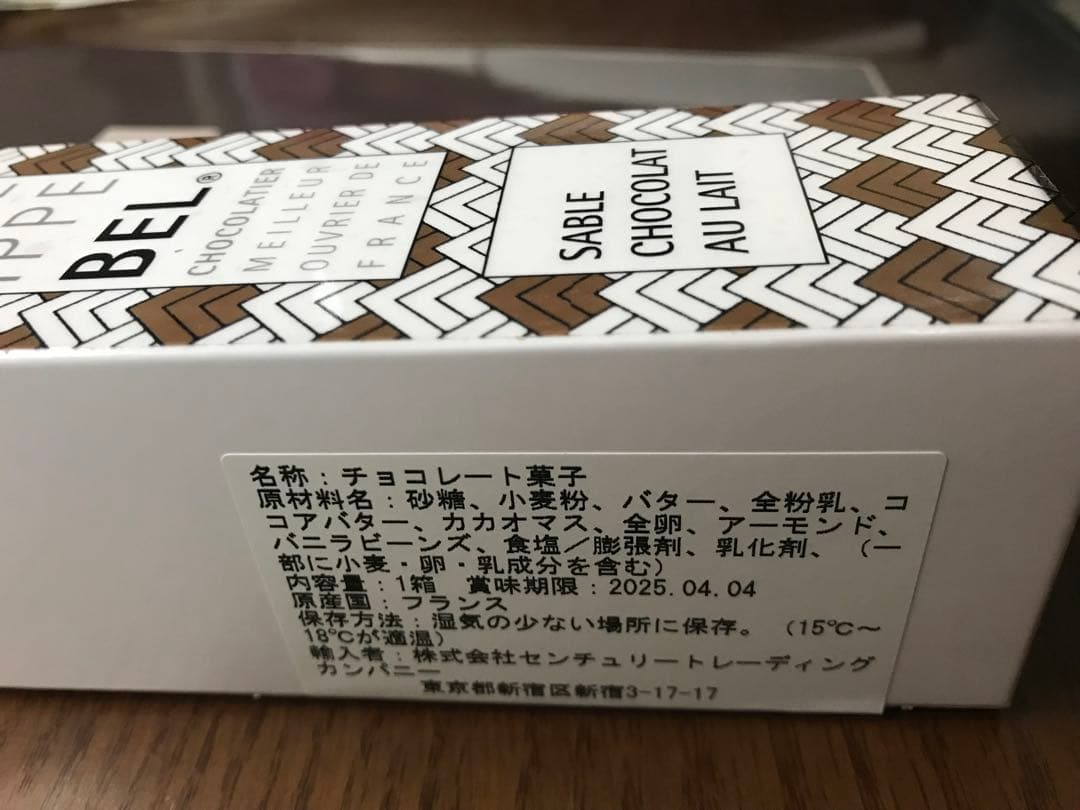 PPE
BEL®
CHOCOLATIER
MEILLEUR
OUVRIER DE
FRANCE
SABLE
CHOCOLAT
AU LAIT
名称：チョコレート菓子
原材料名：砂糖、小麦粉、バター、全粉乳、コ
コアバター、カカオマス、全卵、アーモンド、
バニラビーンズ、食塩／膨張剤、乳化剤、（一
部に小麦・卵・乳成分を含む）
内容量：1箱　賞味期限：2025.04.04
原産国：フランス
保存方法：湿気の少ない場所に保存。（15℃～
18℃が適温）
輸入者：株式会社センチュリートレーディング
カンパニー
東京都新宿区新宿3-17-17